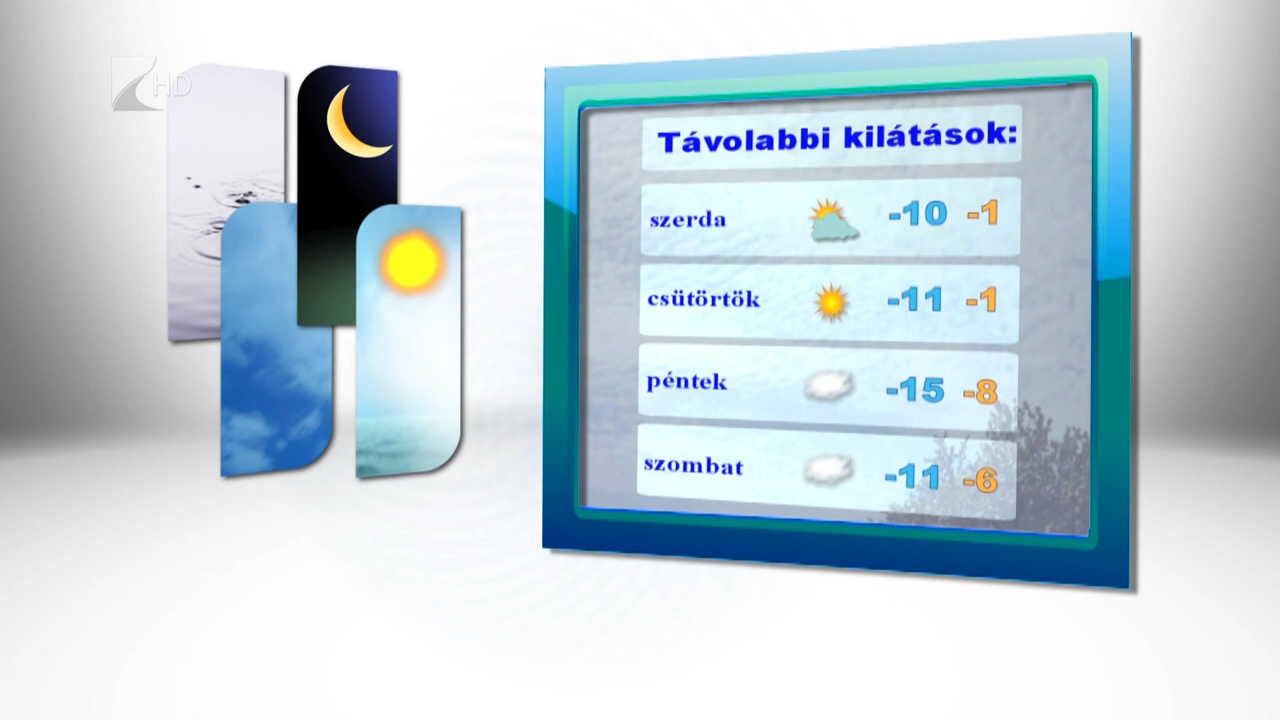 HD
Távolabbi kilátások:
szerda -10 -1
csütörtök -11 -1
péntek -15 -8
szombat -11 -6